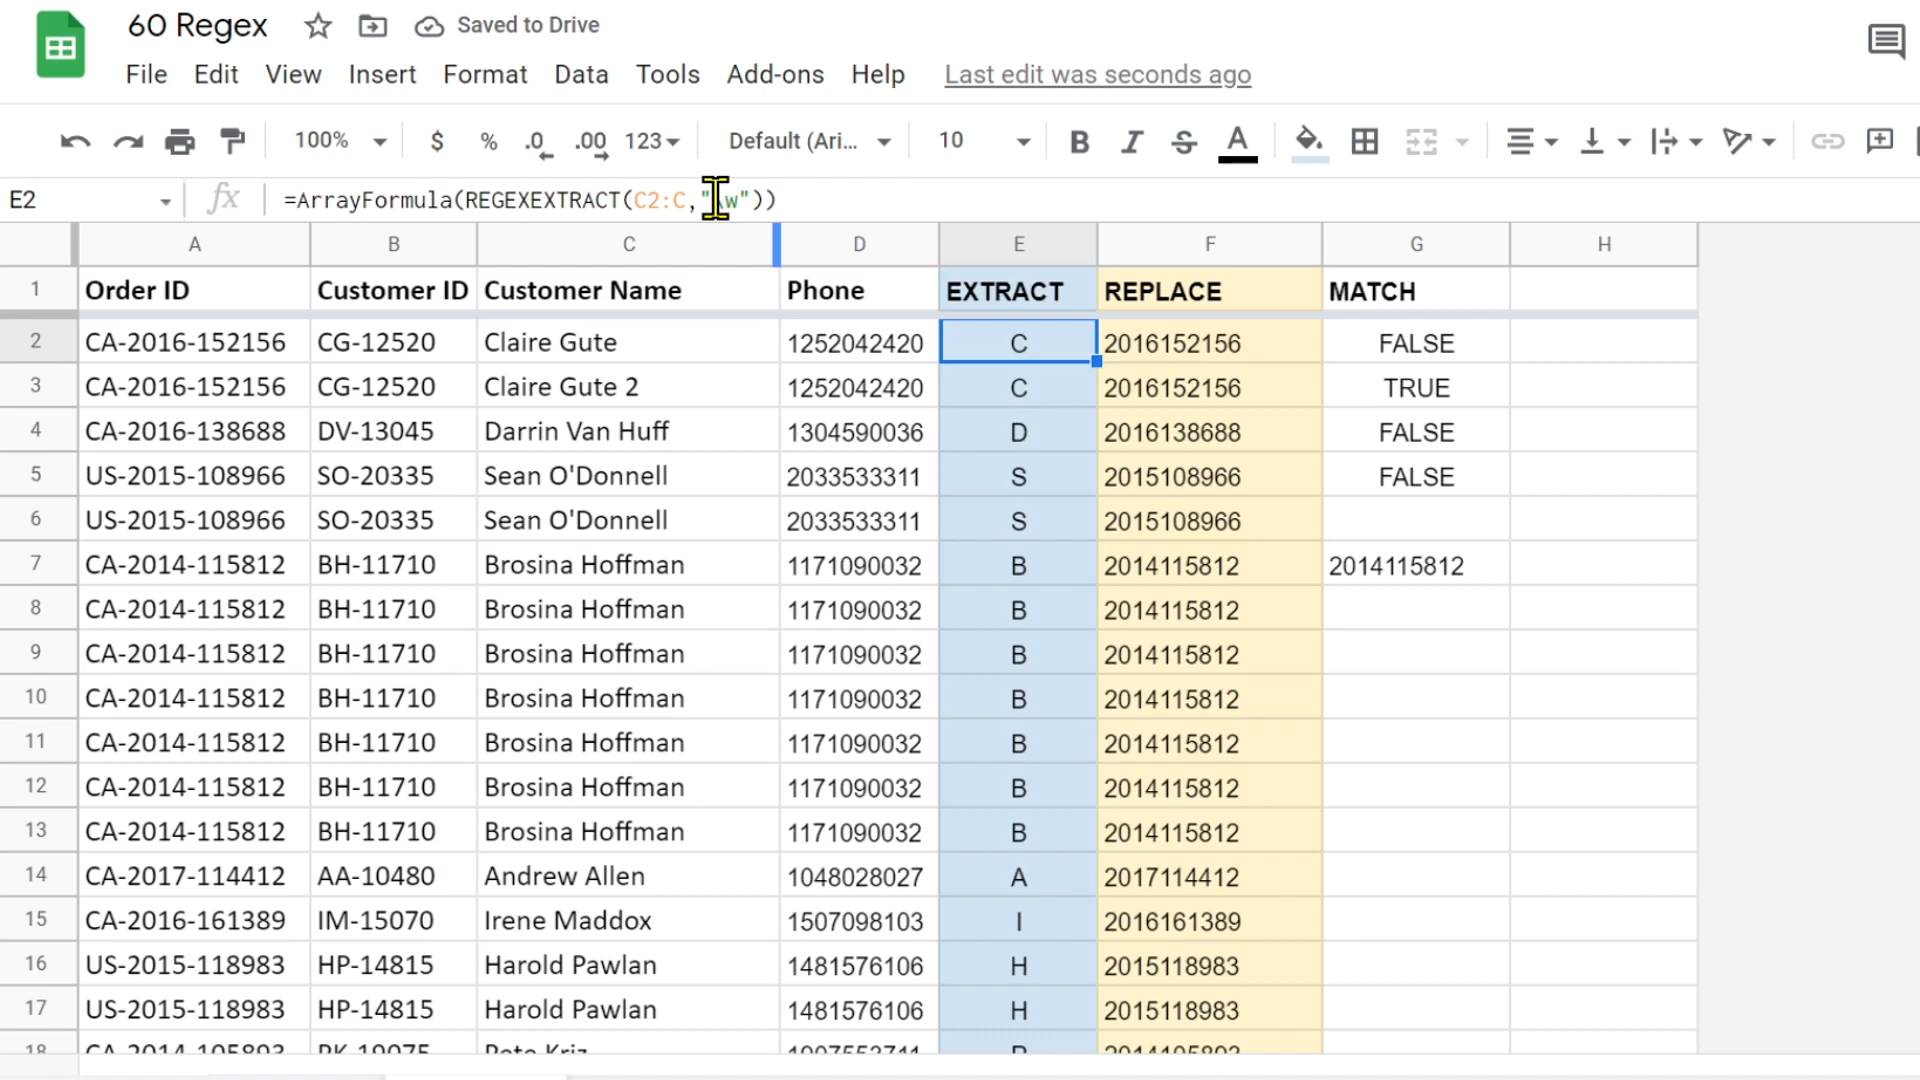 60 Regex Saved to Drive
File Edit View Insert Format Data Tools Add-ons Help Last edit was seconds ago
100% $ % .0 .00 123 Default (Ari... 10 B I S A
E2 fx =ArrayFormula(REGEXEXTRACT(C2:C,"\w"))
A B C D E F G H
1 Order ID Customer ID Customer Name Phone EXTRACT REPLACE MATCH
2 CA-2016-152156 CG-12520 Claire Gute 1252042420 C 2016152156 FALSE
3 CA-2016-152156 CG-12520 Claire Gute 2 1252042420 C 2016152156 TRUE
4 CA-2016-138688 DV-13045 Darrin Van Huff 1304590036 D 2016138688 FALSE
5 US-2015-108966 SO-20335 Sean O'Donnell 2033533311 S 2015108966 FALSE
6 US-2015-108966 SO-20335 Sean O'Donnell 2033533311 S 2015108966
7 CA-2014-115812 BH-11710 Brosina Hoffman 1171090032 B 2014115812 2014115812
8 CA-2014-115812 BH-11710 Brosina Hoffman 1171090032 B 2014115812
9 CA-2014-115812 BH-11710 Brosina Hoffman 1171090032 B 2014115812
10 CA-2014-115812 BH-11710 Brosina Hoffman 1171090032 B 2014115812
11 CA-2014-115812 BH-11710 Brosina Hoffman 1171090032 B 2014115812
12 CA-2014-115812 BH-11710 Brosina Hoffman 1171090032 B 2014115812
13 CA-2014-115812 BH-11710 Brosina Hoffman 1171090032 B 2014115812
14 CA-2017-114412 AA-10480 Andrew Allen 1048028027 A 2017114412
15 CA-2016-161389 IM-15070 Irene Maddox 1507098103 I 2016161389
16 US-2015-118983 HP-14815 Harold Pawlan 1481576106 H 2015118983
17 US-2015-118983 HP-14815 Harold Pawlan 1481576106 H 2015118983
18 CA-2014-105893 PK-19075 Pete Kriz P 2014105893